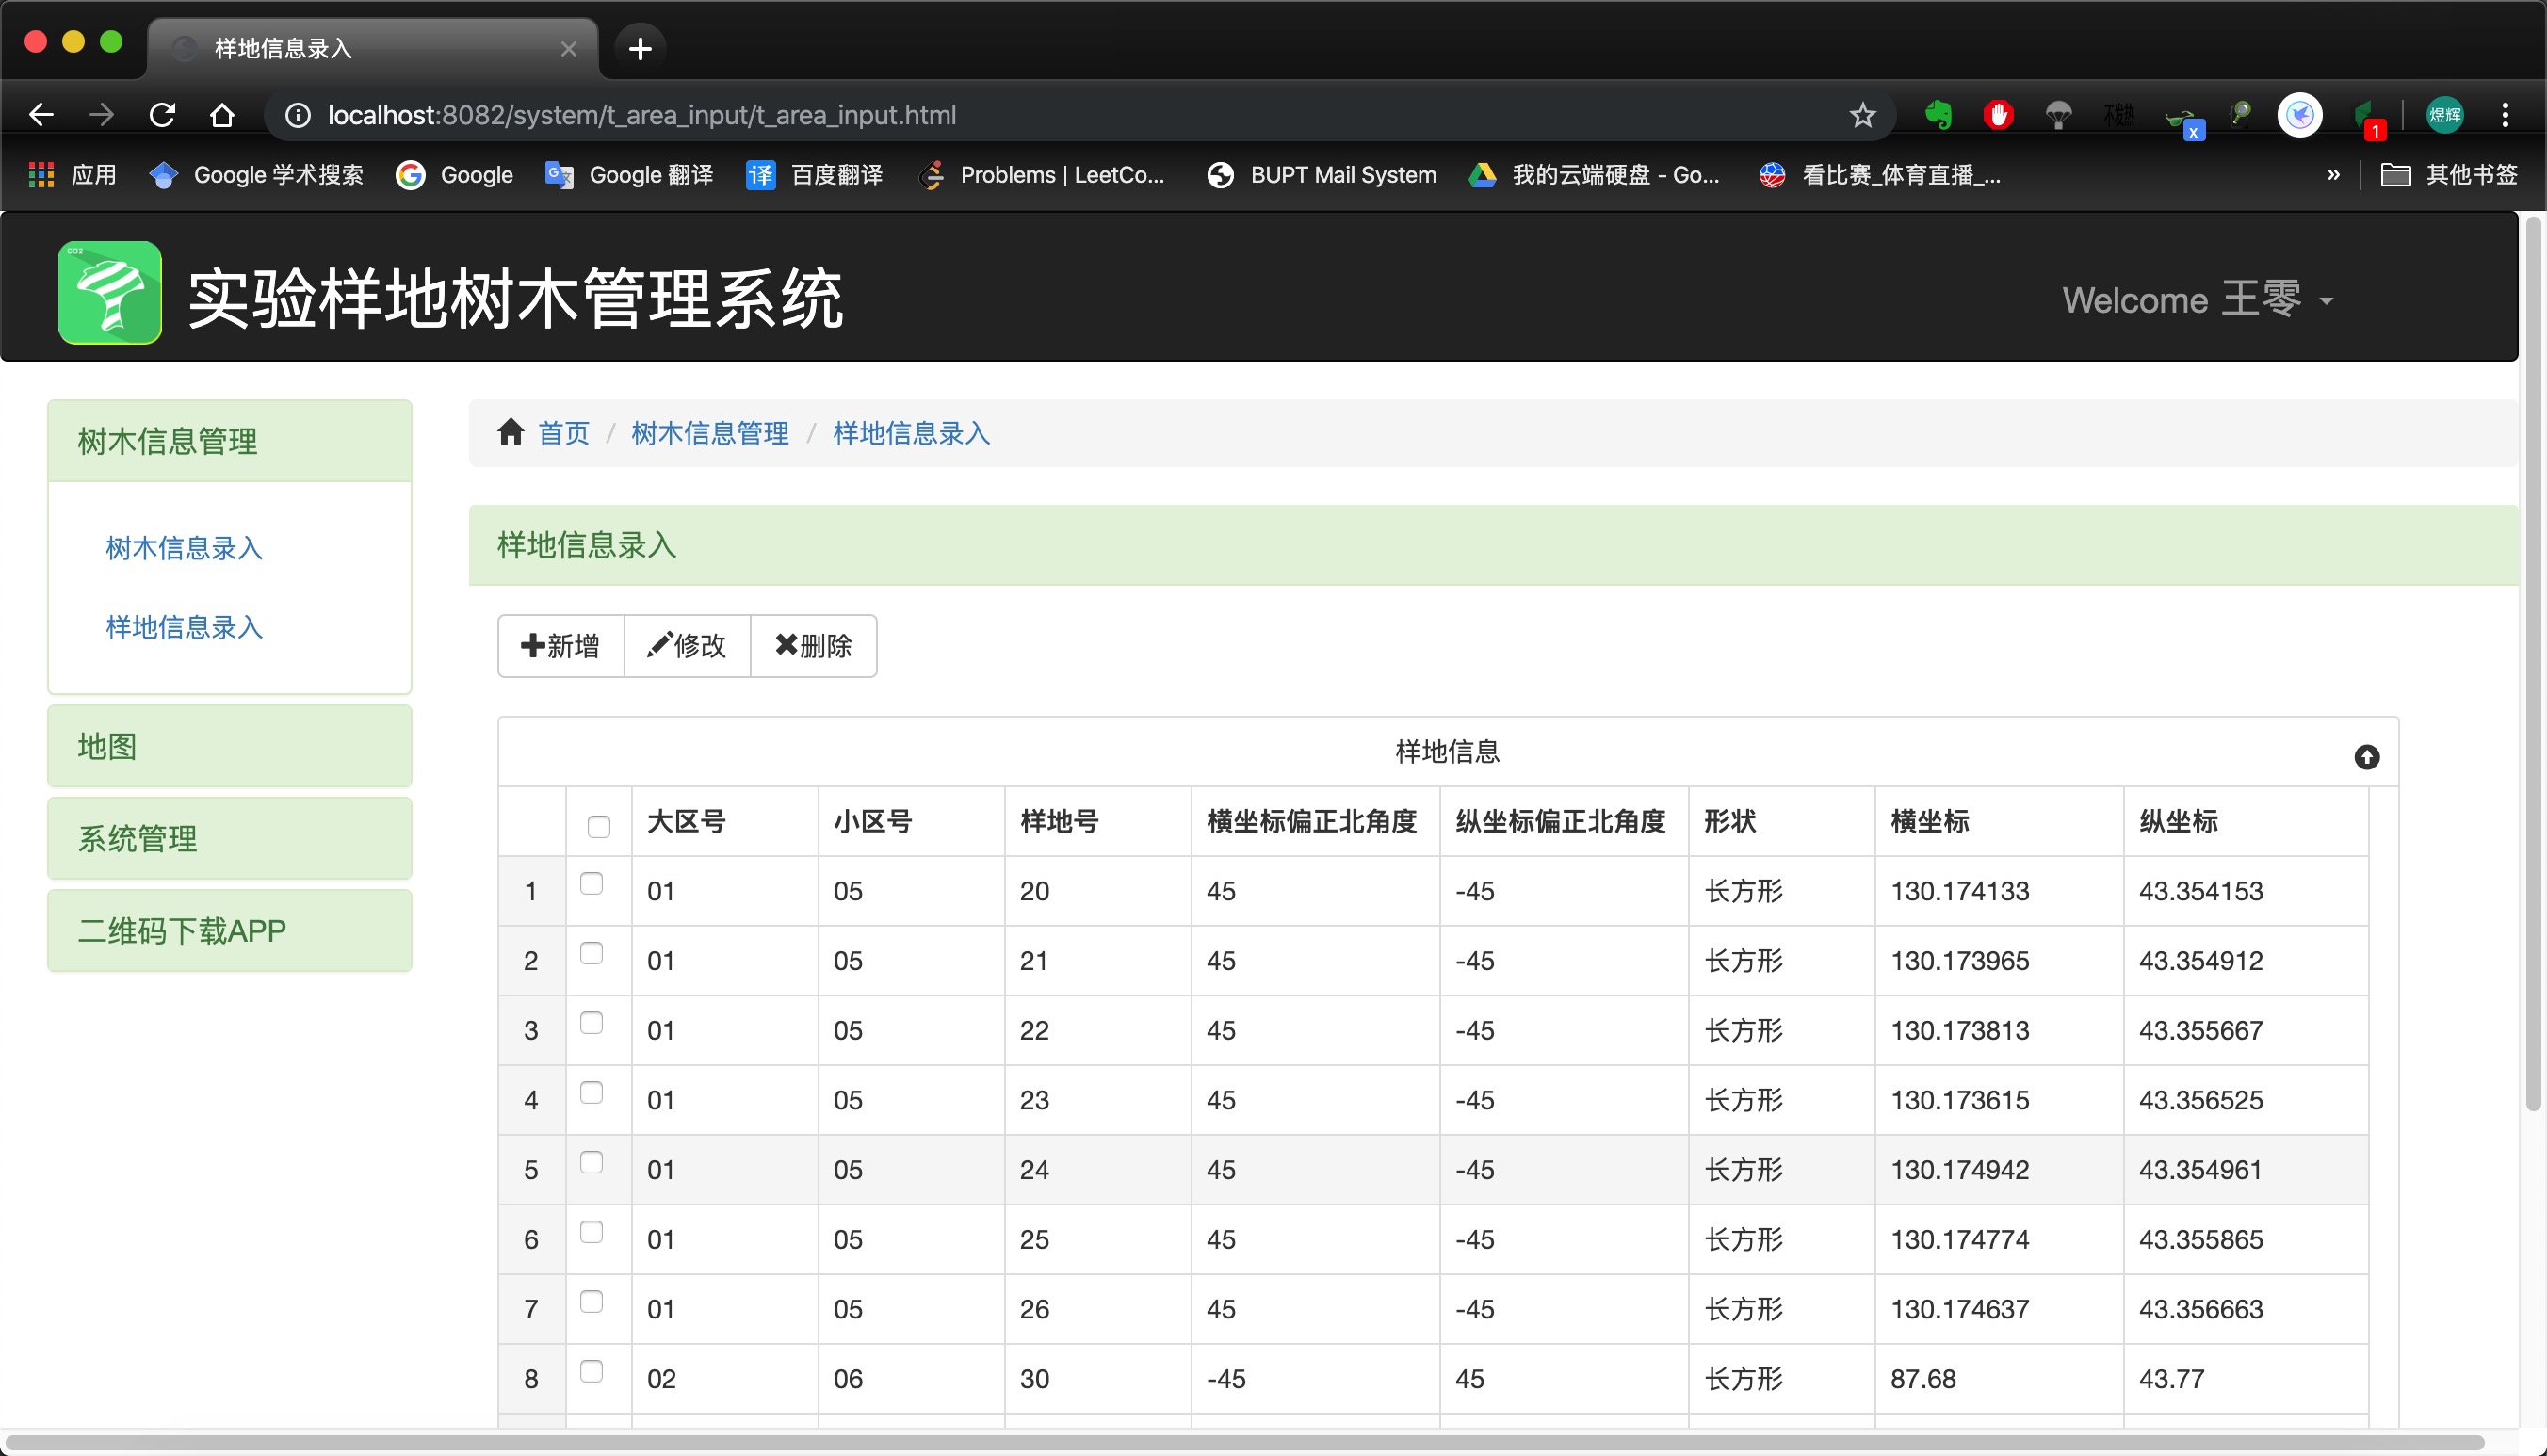 样地信息录入
localhost:8082/system/t_area_input/t_area_input.html
不蒸 x 1 煜辉
应用 Google 学术搜索 Google Google 翻译 译 百度翻译 Problems | LeetCo... BUPT Mail System 我的云端硬盘 - Go... 看比赛_体育直播_... » 其他书签
CO2
实验样地树木管理系统 Welcome 王零
树木信息管理
树木信息录入
样地信息录入
地图
系统管理
二维码下载APP
首页 / 树木信息管理 / 样地信息录入
样地信息录入
新增 修改 删除
样地信息
大区号 小区号 样地号 横坐标偏正北角度 纵坐标偏正北角度 形状 横坐标 纵坐标
1 01 05 20 45 -45 长方形 130.174133 43.354153
2 01 05 21 45 -45 长方形 130.173965 43.354912
3 01 05 22 45 -45 长方形 130.173813 43.355667
4 01 05 23 45 -45 长方形 130.173615 43.356525
5 01 05 24 45 -45 长方形 130.174942 43.354961
6 01 05 25 45 -45 长方形 130.174774 43.355865
7 01 05 26 45 -45 长方形 130.174637 43.356663
8 02 06 30 -45 45 长方形 87.68 43.77